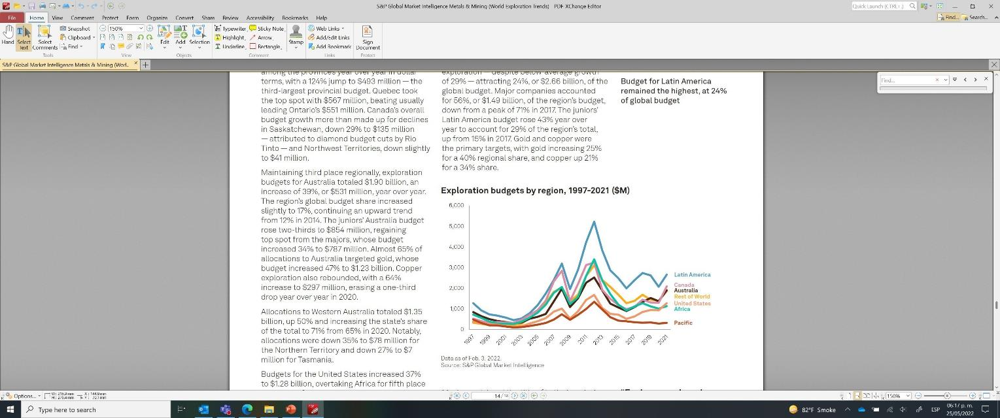 S&P Global Market Intelligence Metals & Mining (World Exploration Trends)   PDF XChange Editor
Quick Launch (CTRL+.)
File Home View Comment Protect Form Organize Convert Share Review Accessibility Bookmarks Help
Find... Search...
Hand
Select Text
Select Comments
Snapshot
Clipboard
Find
Tools
150%
View
Edit
Add
Selection
Objects
Typewriter
Highlight
Underline
Sticky Note
Arrow
Rectangle
Stamp
Comment
Web Links
Add/Edit Links
Add Bookmark
Links
Sign Document
Protect
S&P Global Market Intelligence Metals & Mining (Worl..
Find...
among the provinces year over year in dollar
terms, with a 124% jump to $493 million — the
third-largest provincial budget. Quebec took
the top spot with $567 million, beating usually
leading Ontario's $551 million. Canada's overall
budget growth more than made up for declines
in Saskatchewan, down 29% to $135 million
— attributed to diamond budget cuts by Rio
Tinto — and Northwest Territories, down slightly
to $41 million.
Maintaining third place regionally, exploration
budgets for Australia totaled $1.90 billion, an
increase of 39%, or $531 million, year over year.
The region's global budget share increased
slightly to 17%, continuing an upward trend
from 12% in 2014. The juniors' Australia budget
rose two-thirds to $854 million, regaining
top spot from the majors, whose budget
increased 34% to $787 million. Almost 65% of
allocations to Australia targeted gold, whose
budget increased 47% to $1.23 billion. Copper
exploration also rebounded, with a 64%
increase to $297 million, erasing a one-third
drop year over year in 2020.
Allocations to Western Australia totaled $1.35
billion, up 50% and increasing the state's share
of the total to 71% from 65% in 2020. Notably,
allocations were down 35% to $78 million for
the Northern Territory and down 27% to $7
million for Tasmania.
Budgets for the United States increased 37%
to $1.28 billion, overtaking Africa for fifth place
exploration — despite below-average growth
of 29% — attracting 24%, or $2.66 billion, of the
global budget. Major companies accounted
for 56%, or $1.49 billion, of the region's budget,
down from a peak of 71% in 2017. The juniors'
Latin America budget rose 43% year over
year to account for 29% of the region's total,
up from 15% in 2017. Gold and copper were
the primary targets, with gold increasing 25%
for a 40% regional share, and copper up 21%
for a 34% share.
Budget for Latin America
remained the highest, at 24%
of global budget
Exploration budgets by region, 1997-2021 ($M)
6,000
5,000
4,000
3,000
2,000
1,000
0
1997 1999 2001 2003 2005 2007 2009 2011 2013 2015 2017 2019 2021
Latin America
Canada
Australia
Rest of World
United States
Africa
Pacific
Data as of Feb. 3, 2022.
Source: S&P Global Market Intelligence
Options...
W: 215.9mm
H: 279.4mm
X: 144.9mm
Y: 70.1mm
14 / 18
150%
Type here to search
82°F Smoke
ESP
06:17 p. m.
25/05/2022